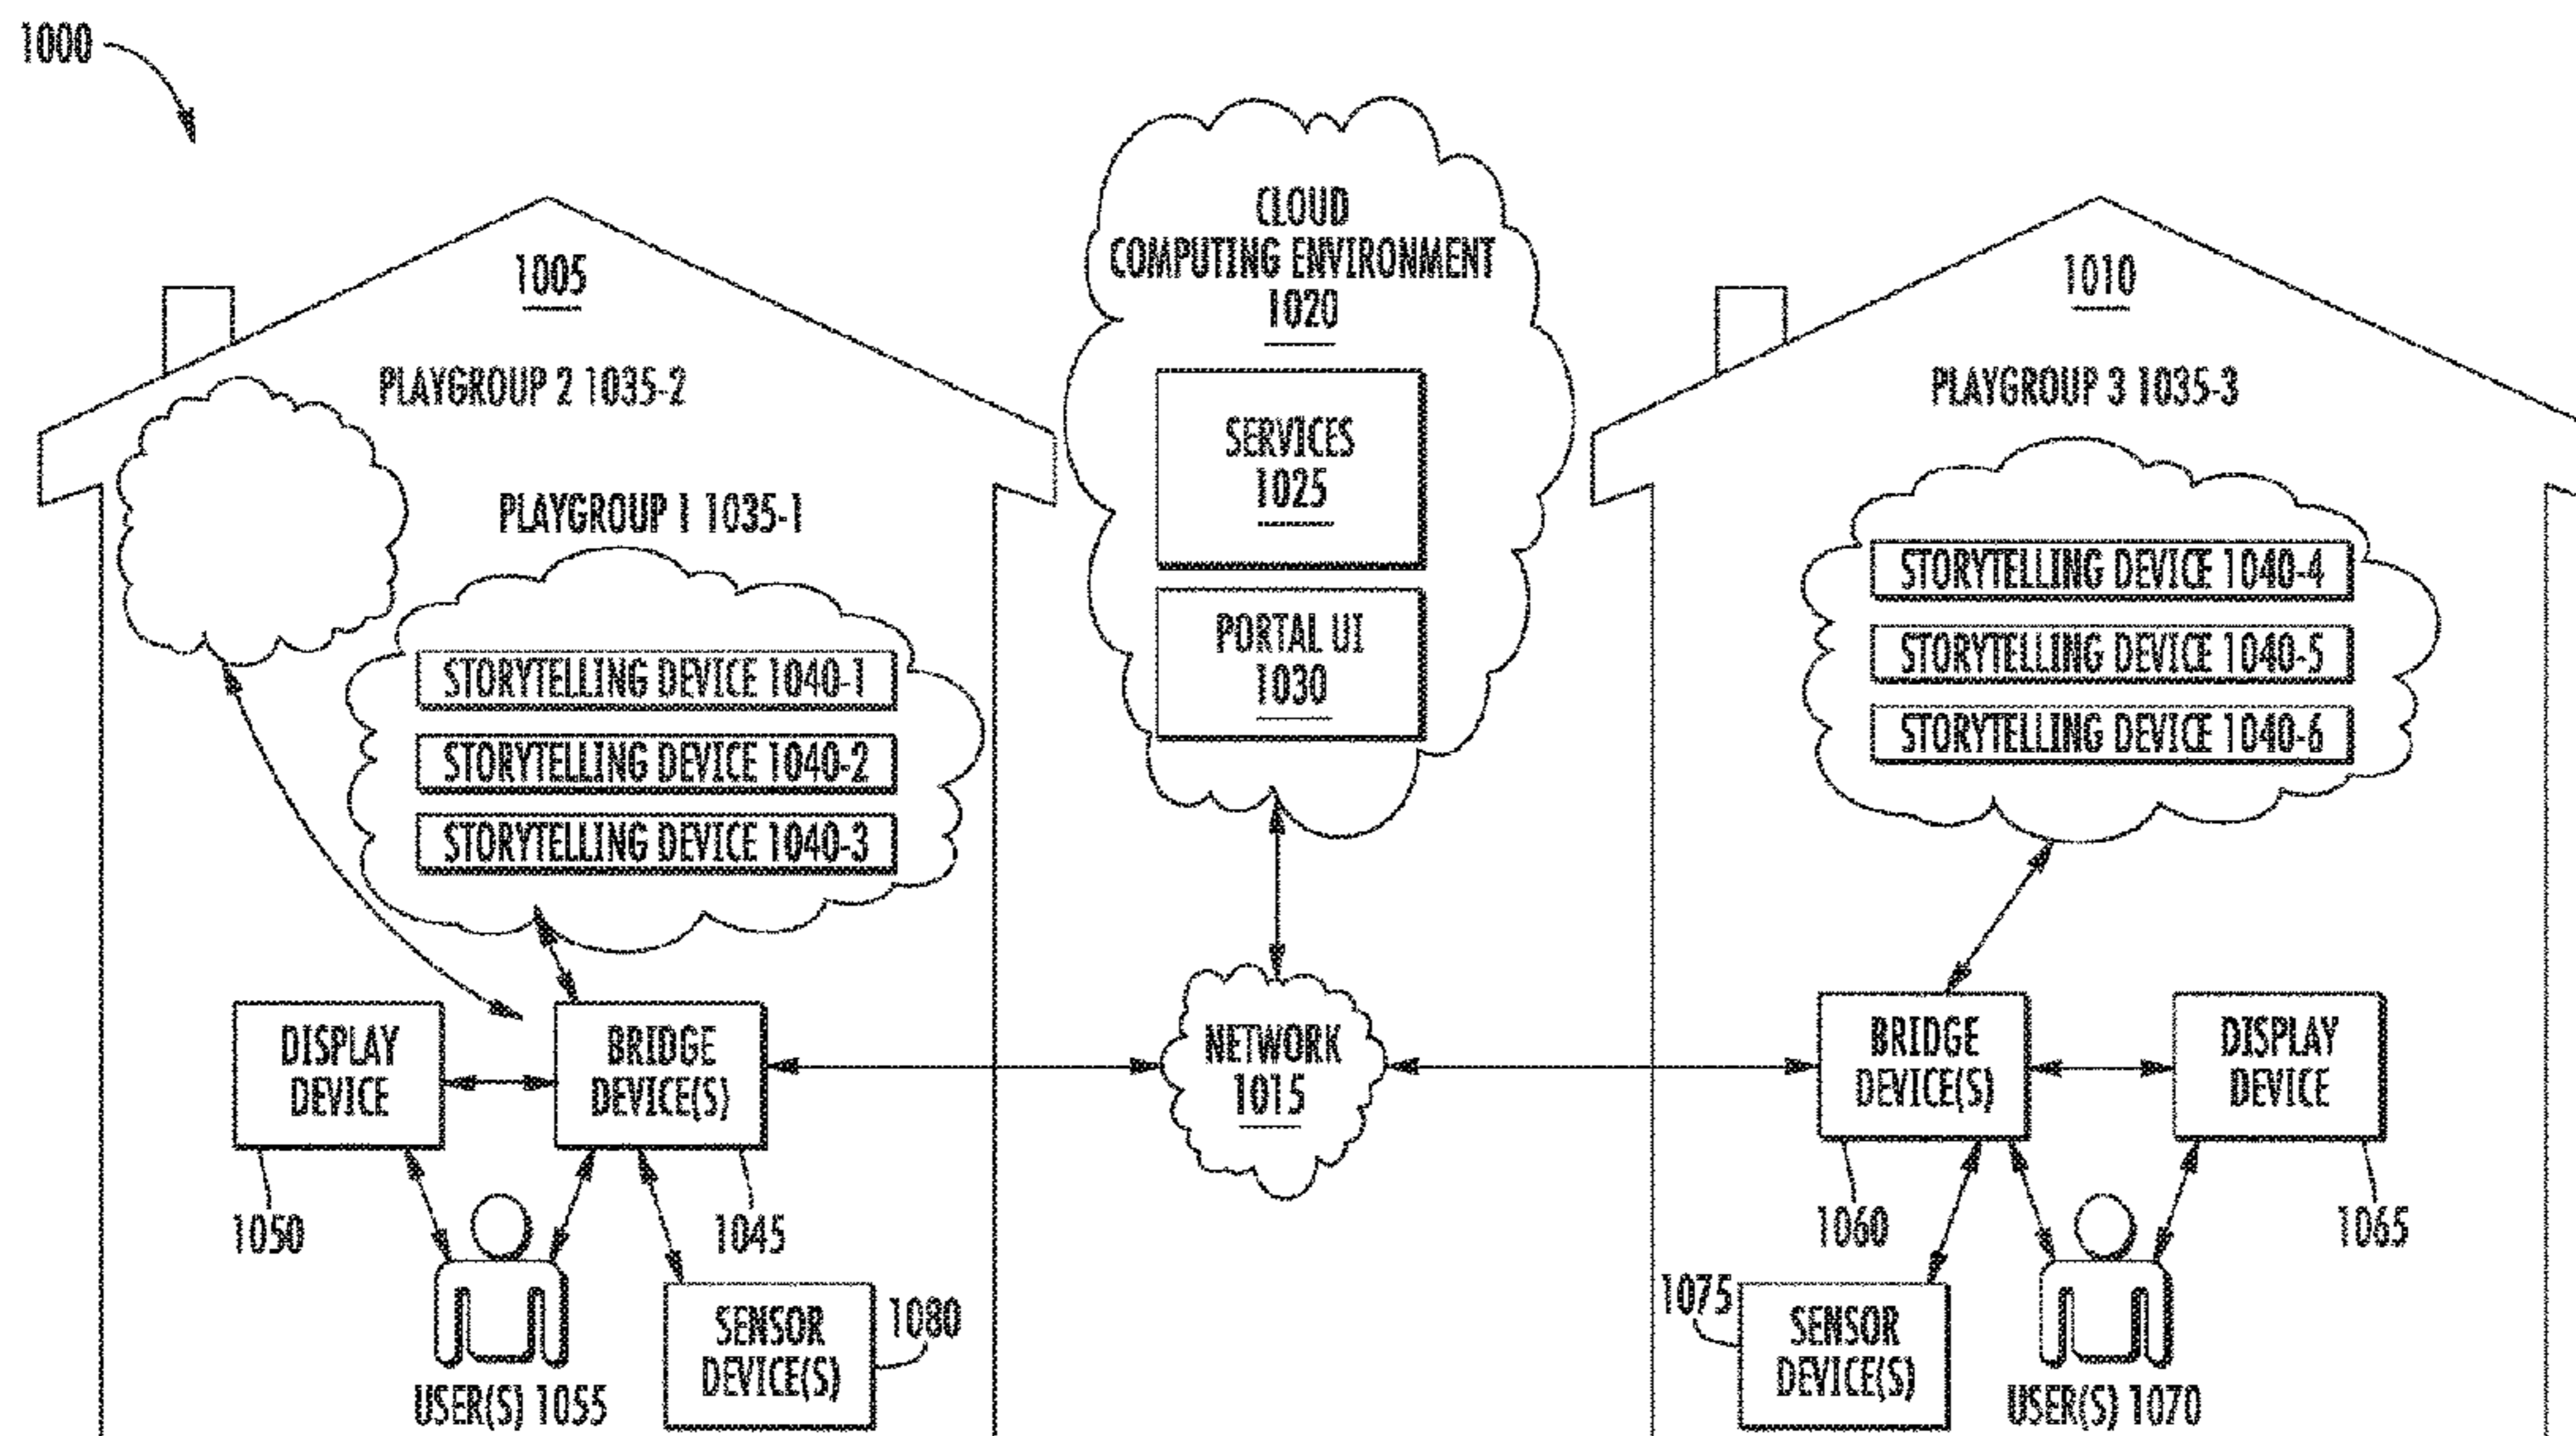 1000
1005
PLAYGROUP 2 1035-2
PLAYGROUP 1 1035-1
STORYTELLING DEVICE 1040-1
STORYTELLING DEVICE 1040-2
STORYTELLING DEVICE 1040-3
DISPLAY
DEVICE
1050
BRIDGE
DEVICE(S)
1045
USER(S) 1055
SENSOR
DEVICE(S)
1080
CLOUD
COMPUTING ENVIRONMENT
1020
SERVICES
1025
PORTAL UI
1030
NETWORK
1015
1010
PLAYGROUP 3 1035-3
STORYTELLING DEVICE 1040-4
STORYTELLING DEVICE 1040-5
STORYTELLING DEVICE 1040-6
BRIDGE
DEVICE(S)
1060
DISPLAY
DEVICE
1065
1075
SENSOR
DEVICE(S)
USER(S) 1070